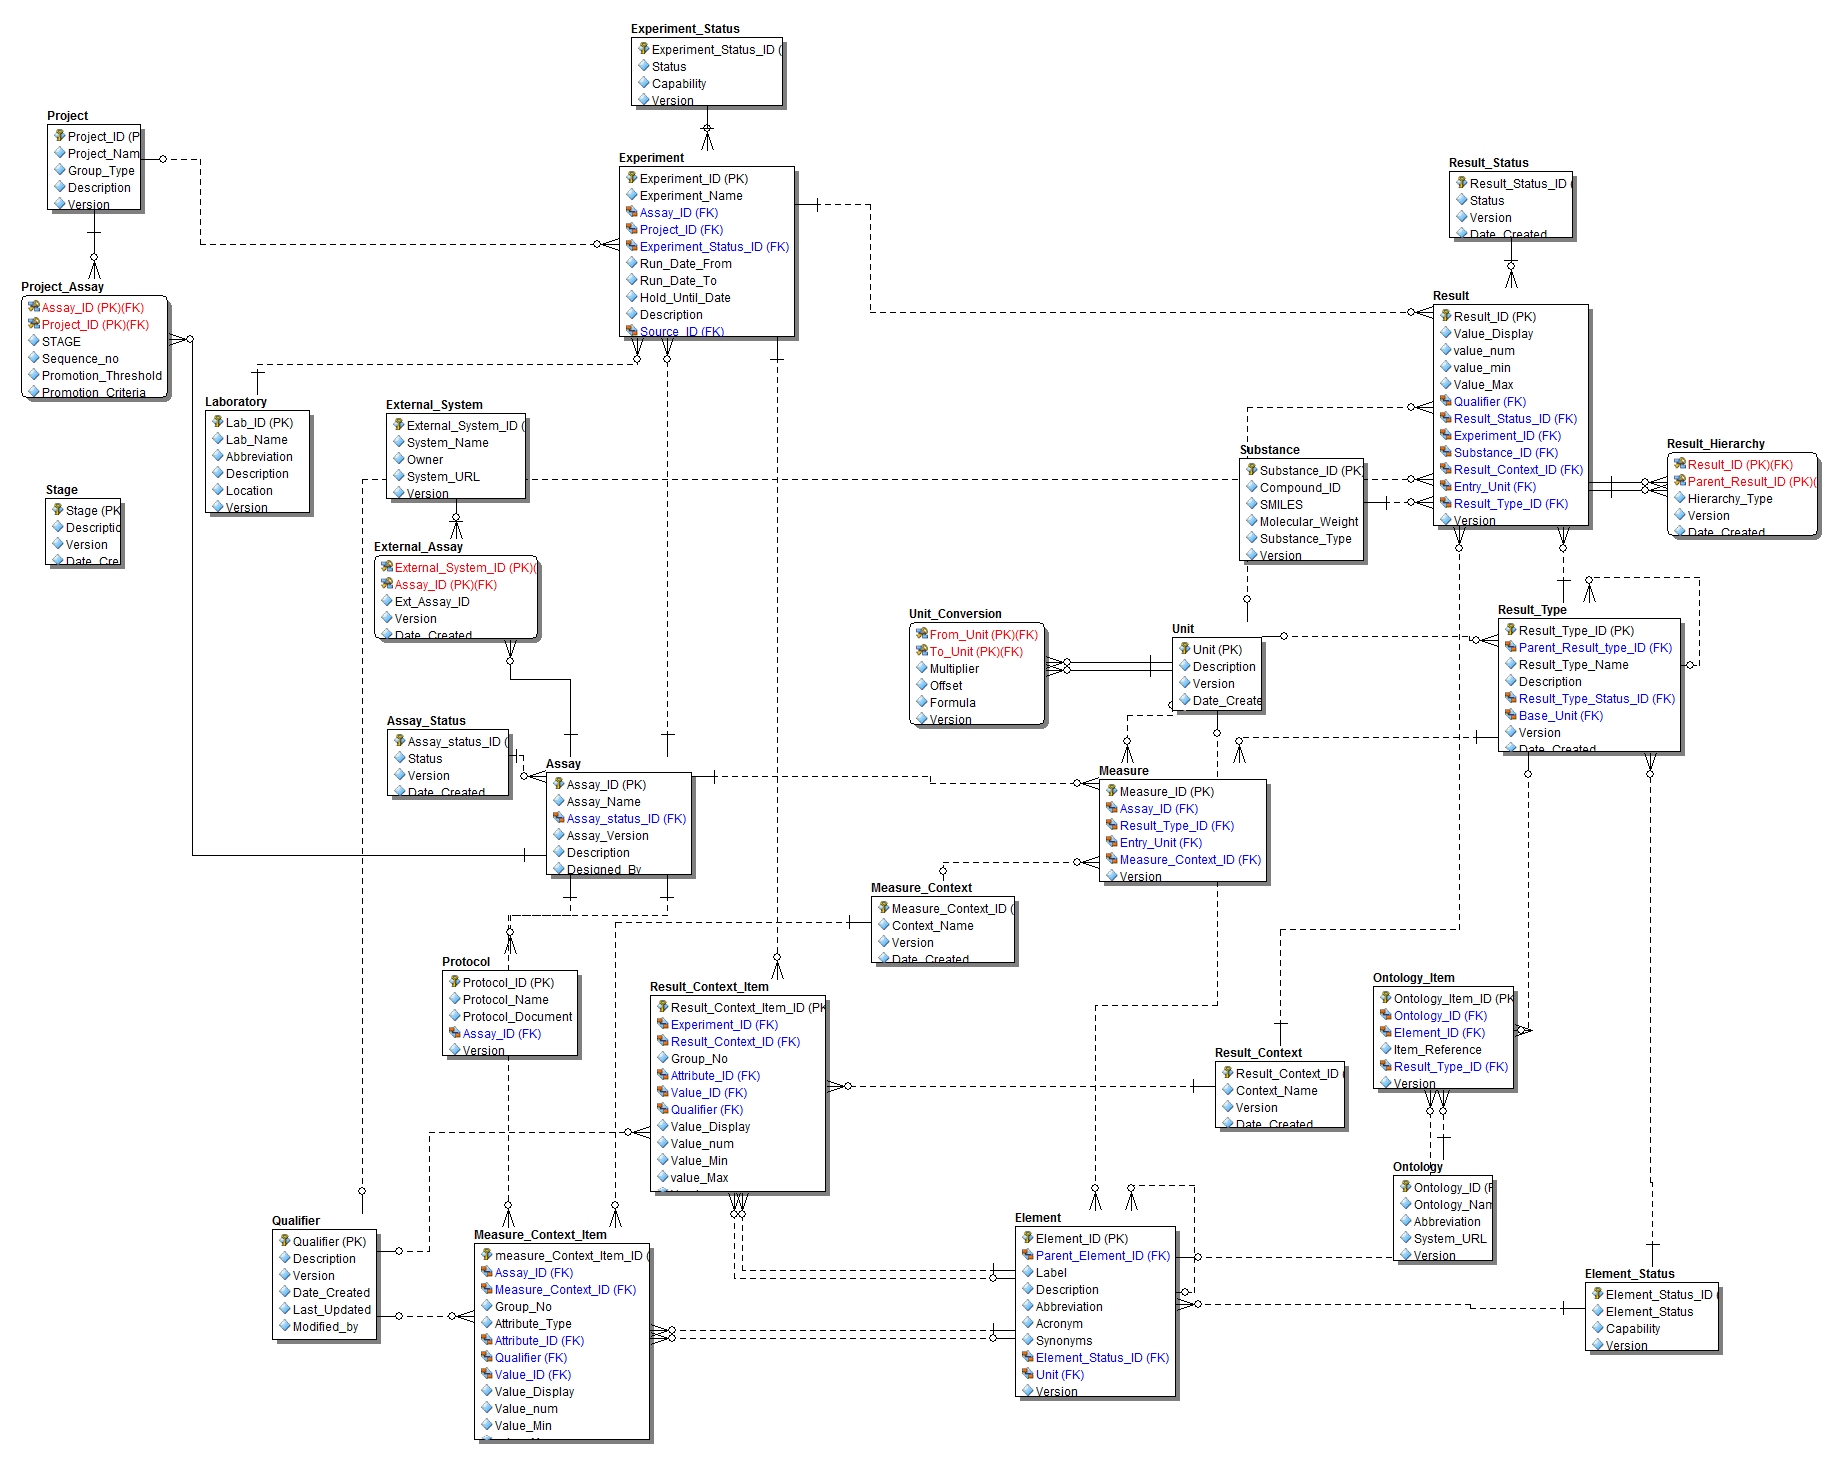 Experiment_Status
Experiment_Status_ID (
Status
Capability
Version
Project
Project_ID (P
Project_Nam
Group_Type
Description
Version
Experiment
Experiment_ID (PK)
Experiment_Name
Assay_ID (FK)
Project_ID (FK)
Experiment_Status_ID (FK)
Run_Date_From
Run_Date_To
Hold_Until_Date
Description
Source_ID (FK)
Result_Status
Result_Status_ID (
Status
Version
Date_Created
Project_Assay
Assay_ID (PK)(FK)
Project_ID (PK)(FK)
STAGE
Sequence_no
Promotion_Threshold
Promotion_Criteria
Result
Result_ID (PK)
Value_Display
value_num
value_min
Value_Max
Qualifier (FK)
Result_Status_ID (FK)
Experiment_ID (FK)
Substance_ID (FK)
Result_Context_ID (FK)
Entry_Unit (FK)
Result_Type_ID (FK)
Version
Laboratory
Lab_ID (PK)
Lab_Name
Abbreviation
Description
Location
Version
External_System
External_System_ID (
System_Name
Owner
System_URL
Version
Substance
Substance_ID (PK)
Compound_ID
SMILES
Molecular_Weight
Substance_Type
Version
Result_Hierarchy
Result_ID (PK)(FK)
Parent_Result_ID (PK)(
Hierarchy_Type
Version
Date_Created
Stage
Stage (PK
Descriptio
Version
Date_Cre
External_Assay
External_System_ID (PK)(
Assay_ID (PK)(FK)
Ext_Assay_ID
Version
Date_Created
Unit_Conversion
From_Unit (PK)(FK)
To_Unit (PK)(FK)
Multiplier
Offset
Formula
Version
Unit
Unit (PK)
Description
Version
Date_Create
Result_Type
Result_Type_ID (PK)
Parent_Result_type_ID (FK)
Result_Type_Name
Description
Result_Type_Status_ID (FK)
Base_Unit (FK)
Version
Date_Created
Assay_Status
Assay_status_ID (
Status
Version
Date_Created
Assay
Assay_ID (PK)
Assay_Name
Assay_status_ID (FK)
Assay_Version
Description
Designed_By
Measure
Measure_ID (PK)
Assay_ID (FK)
Result_Type_ID (FK)
Entry_Unit (FK)
Measure_Context_ID (FK)
Version
Measure_Context
Measure_Context_ID (
Context_Name
Version
Date_Created
Protocol
Protocol_ID (PK)
Protocol_Name
Protocol_Document
Assay_ID (FK)
Version
Result_Context_Item
Result_Context_Item_ID (PK
Experiment_ID (FK)
Result_Context_ID (FK)
Group_No
Attribute_ID (FK)
Value_ID (FK)
Qualifier (FK)
Value_Display
Value_num
Value_Min
value_Max
Ontology_Item
Ontology_Item_ID (PK
Ontology_ID (FK)
Element_ID (FK)
Item_Reference
Result_Type_ID (FK)
Version
Result_Context
Result_Context_ID (
Context_Name
Version
Date_Created
Ontology
Ontology_ID (F
Ontology_Nam
Abbreviation
System_URL
Version
Qualifier
Qualifier (PK)
Description
Version
Date_Created
Last_Updated
Modified_by
Measure_Context_Item
measure_Context_Item_ID (
Assay_ID (FK)
Measure_Context_ID (FK)
Group_No
Attribute_Type
Attribute_ID (FK)
Qualifier (FK)
Value_ID (FK)
Value_Display
Value_num
Value_Min
Element
Element_ID (PK)
Parent_Element_ID (FK)
Label
Description
Abbreviation
Acronym
Synonyms
Element_Status_ID (FK)
Unit (FK)
Version
Element_Status
Element_Status_ID (
Element_Status
Capability
Version